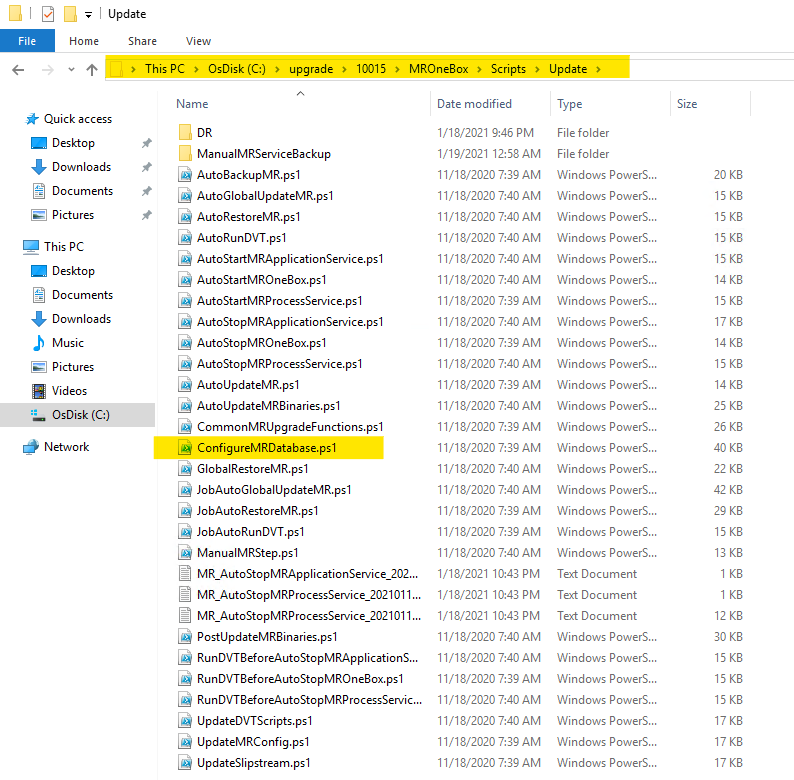 Update
File Home Share View
This PC > OsDisk (C:) > upgrade > 10015 > MROneBox > Scripts > Update >
Name Date modified Type Size
Quick access
Desktop
Downloads
Documents
Pictures
This PC
Desktop
Documents
Downloads
Music
Pictures
Videos
OsDisk (C:)
Network
DR 1/18/2021 9:46 PM File folder
ManualMRServiceBackup 1/19/2021 12:58 AM File folder
AutoBackupMR.ps1 11/18/2020 7:39 AM Windows PowerS... 20 KB
AutoGlobalUpdateMR.ps1 11/18/2020 7:40 AM Windows PowerS... 15 KB
AutoRestoreMR.ps1 11/18/2020 7:40 AM Windows PowerS... 15 KB
AutoRunDVT.ps1 11/18/2020 7:40 AM Windows PowerS... 15 KB
AutoStartMRApplicationService.ps1 11/18/2020 7:40 AM Windows PowerS... 15 KB
AutoStartMROneBox.ps1 11/18/2020 7:39 AM Windows PowerS... 14 KB
AutoStartMRProcessService.ps1 11/18/2020 7:39 AM Windows PowerS... 15 KB
AutoStopMRApplicationService.ps1 11/18/2020 7:40 AM Windows PowerS... 17 KB
AutoStopMROneBox.ps1 11/18/2020 7:39 AM Windows PowerS... 14 KB
AutoStopMRProcessService.ps1 11/18/2020 7:40 AM Windows PowerS... 15 KB
AutoUpdateMR.ps1 11/18/2020 7:39 AM Windows PowerS... 14 KB
AutoUpdateMRBinaries.ps1 11/18/2020 7:40 AM Windows PowerS... 25 KB
CommonMRUpgradeFunctions.ps1 11/18/2020 7:40 AM Windows PowerS... 26 KB
ConfigureMRDatabase.ps1 11/18/2020 7:39 AM Windows PowerS... 40 KB
GlobalRestoreMR.ps1 11/18/2020 7:39 AM Windows PowerS... 22 KB
JobAutoGlobalUpdateMR.ps1 11/18/2020 7:40 AM Windows PowerS... 42 KB
JobAutoRestoreMR.ps1 11/18/2020 7:39 AM Windows PowerS... 29 KB
JobAutoRunDVT.ps1 11/18/2020 7:39 AM Windows PowerS... 15 KB
ManualMRStep.ps1 11/18/2020 7:40 AM Windows PowerS... 13 KB
MR_AutoStopMRApplicationService_202... 1/18/2021 10:43 PM Text Document 1 KB
MR_AutoStopMRProcessService_2021011... 1/18/2021 10:43 PM Text Document 1 KB
MR_AutoStopMRProcessService_2021011... 1/18/2021 10:43 PM Text Document 12 KB
PostUpdateMRBinaries.ps1 11/18/2020 7:40 AM Windows PowerS... 30 KB
RunDVTBeforeAutoStopMRApplicationS... 11/18/2020 7:40 AM Windows PowerS... 15 KB
RunDVTBeforeAutoStopMROneBox.ps1 11/18/2020 7:39 AM Windows PowerS... 15 KB
RunDVTBeforeAutoStopMRProcessServic... 11/18/2020 7:40 AM Windows PowerS... 15 KB
UpdateDVTScripts.ps1 11/18/2020 7:40 AM Windows PowerS... 17 KB
UpdateMRConfig.ps1 11/18/2020 7:39 AM Windows PowerS... 17 KB
UpdateSlipstream.ps1 11/18/2020 7:39 AM Windows PowerS... 17 KB